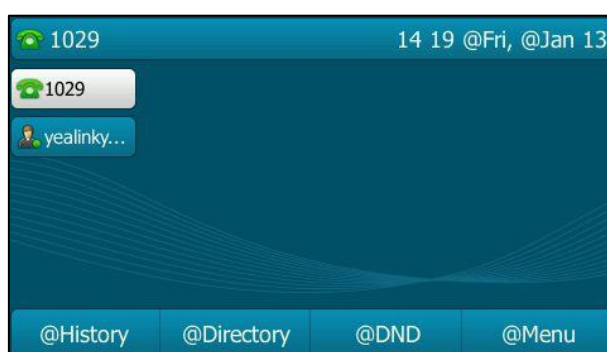 1029 14 19 @Fri, @Jan 13
1029
yealinky...
@History @Directory @DND @Menu